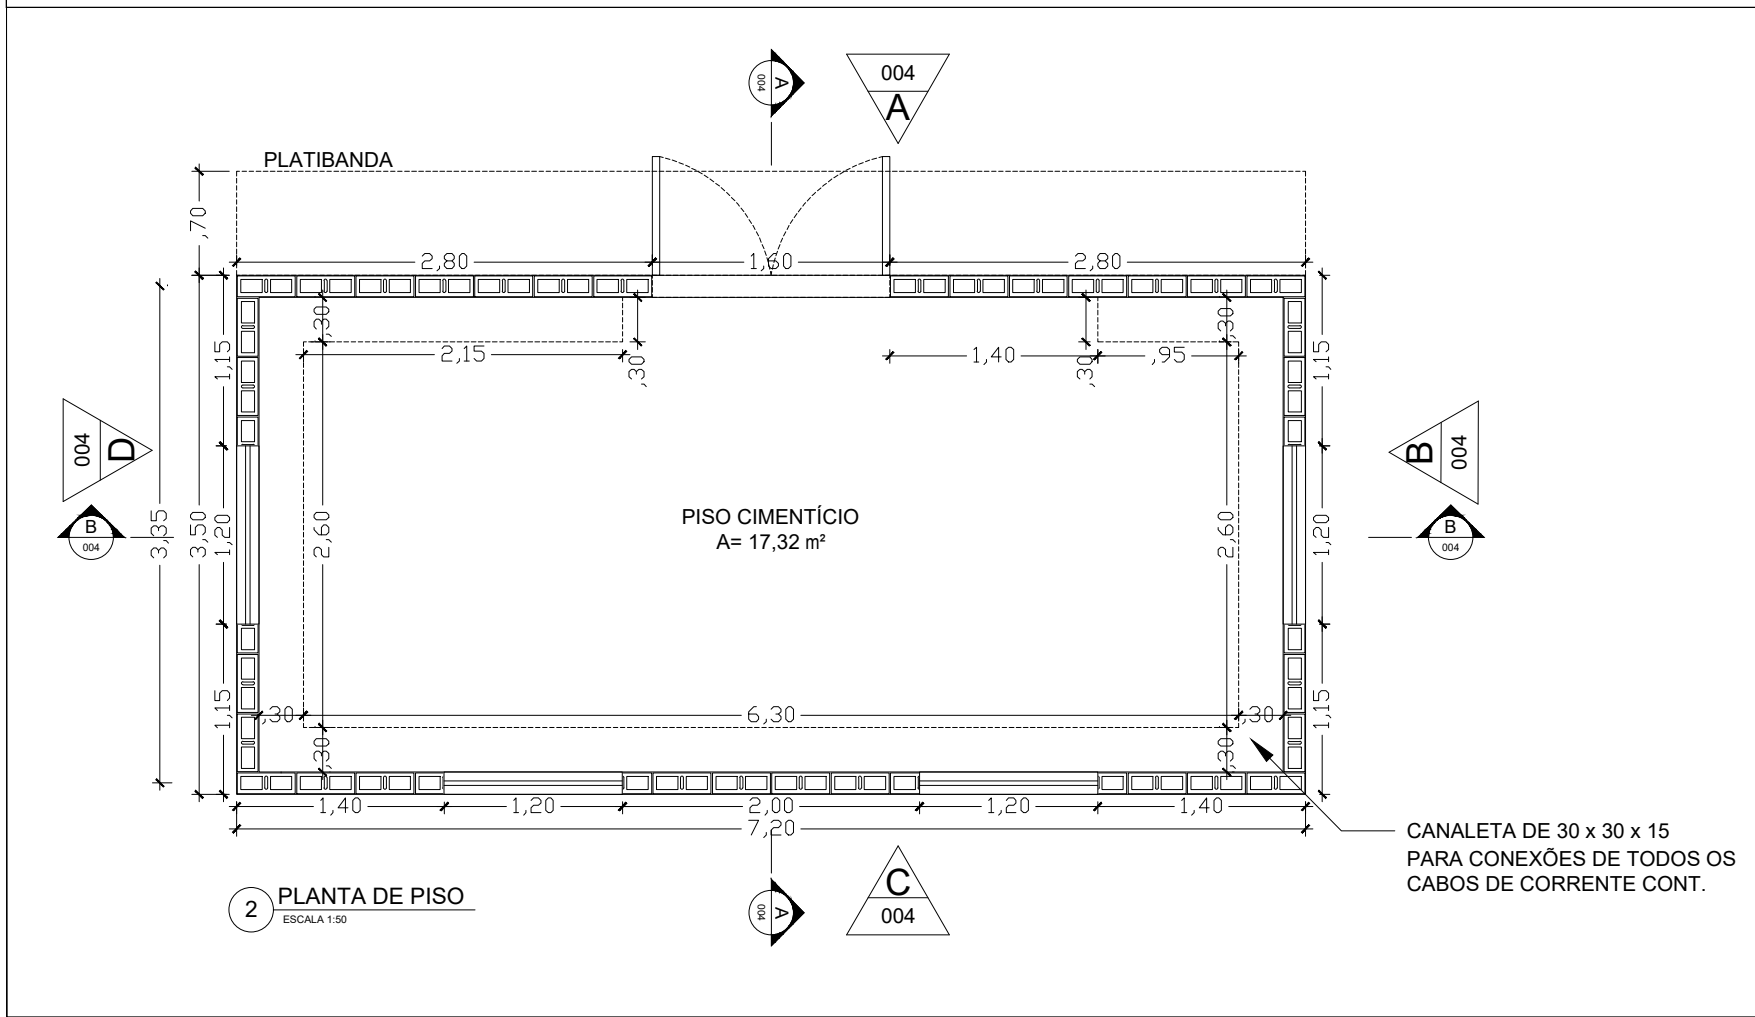 A
004
004
A
PLATIBANDA
,70
2,80
1,60
2,80
,30
,30
,30
,30
2,15
1,40
,95
1,15
1,15
004
D
B
004
B
004
B
004
3,35
3,50
1,20
2,60
PISO CIMENTÍCIO
A= 17,32 m²
2,60
1,20
1,15
,30
6,30
,30
1,15
,30
,30
1,40
1,20
2,00
1,20
1,40
7,20
CANALETA DE 30 x 30 x 15
PARA CONEXÕES DE TODOS OS
CABOS DE CORRENTE CONT.
2
PLANTA DE PISO
ESCALA 1:50
A
004
C
004